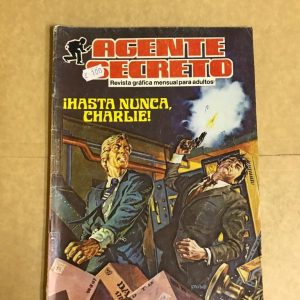 AGENTE
SECRETO
Revista gráfica mensual para adultos
¡HASTA NUNCA,
CHARLIE!